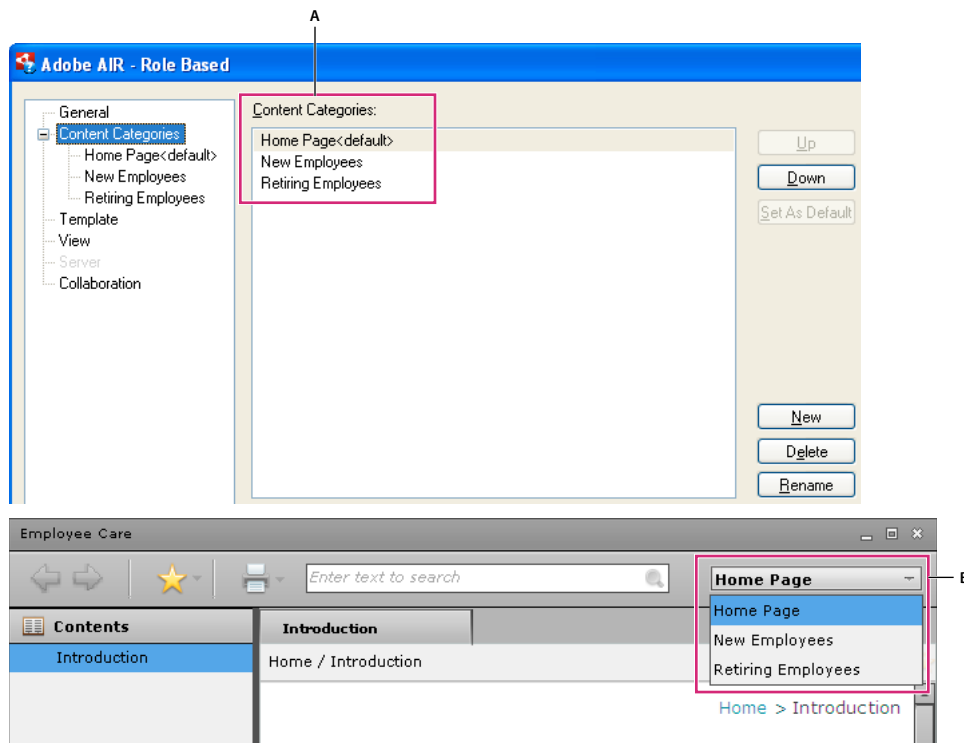 A
Adobe AIR - Role Based
General
Content Categories
Home Page<default>
New Employees
Retiring Employees
Template
View
Server
Collaboration
Content Categories:
Home Page<default>
New Employees
Retiring Employees
Up
Down
Set As Default
New
Delete
Rename
Employee Care
Enter text to search
Home Page
Home Page
New Employees
Retiring Employees
Contents
Introduction
Introduction
Home / Introduction
Home > Introduction